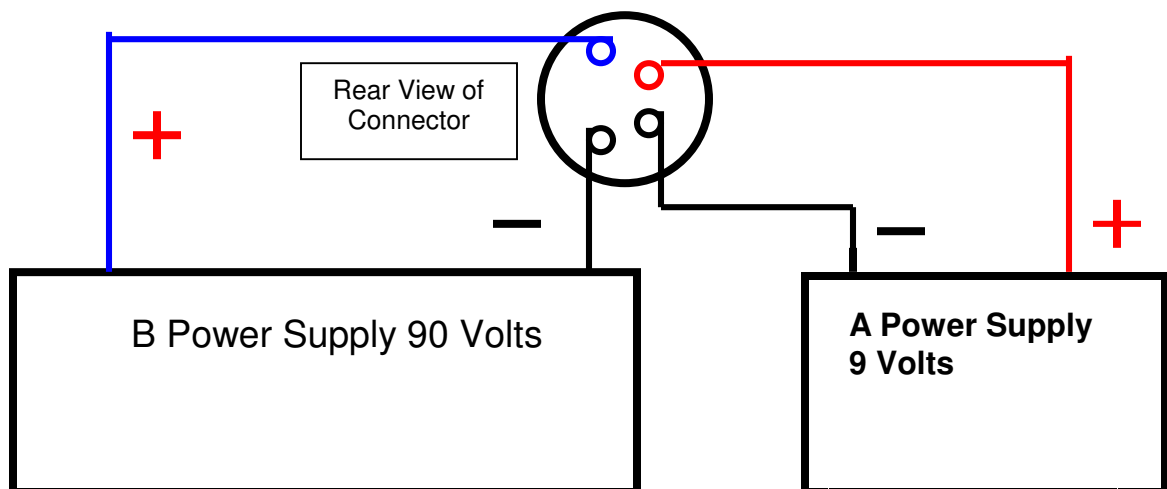 Rear View of
Connector
+
−
−
+
B Power Supply 90 Volts
A Power Supply
9 Volts